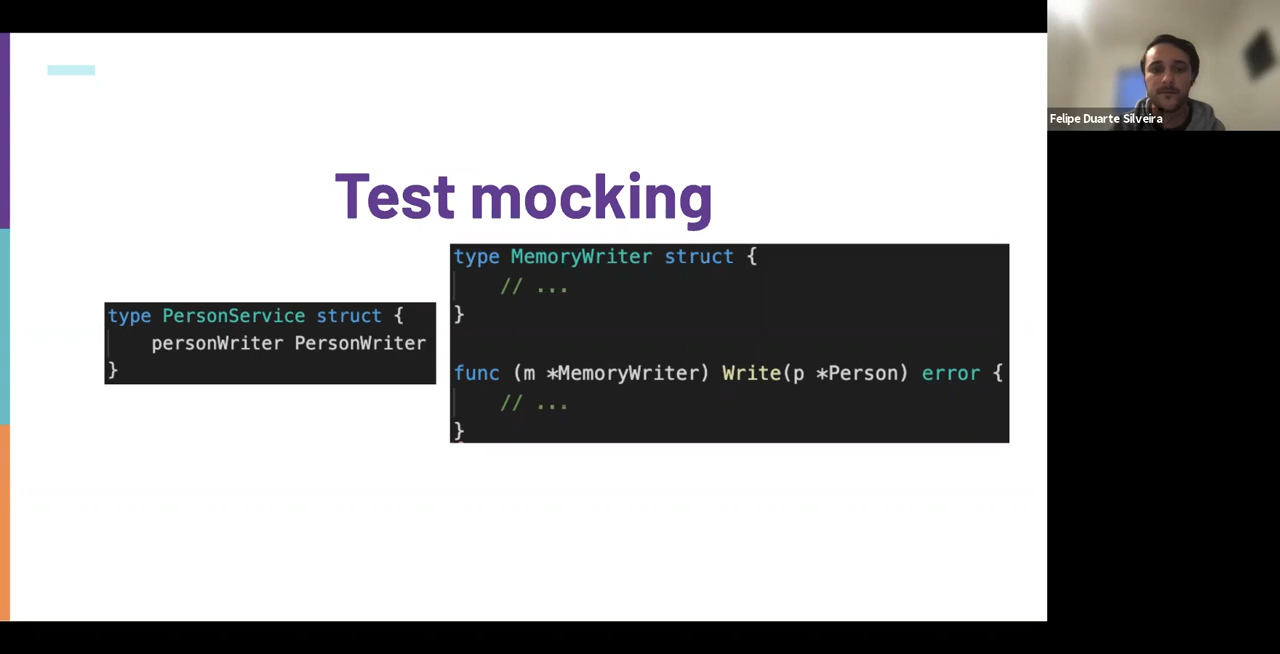 Test mocking
type PersonService struct {
personWriter PersonWriter
}
type MemoryWriter struct {
// ...
}
func (m *MemoryWriter) Write(p *Person) error {
// ...
}
Felipe Duarte Silveira